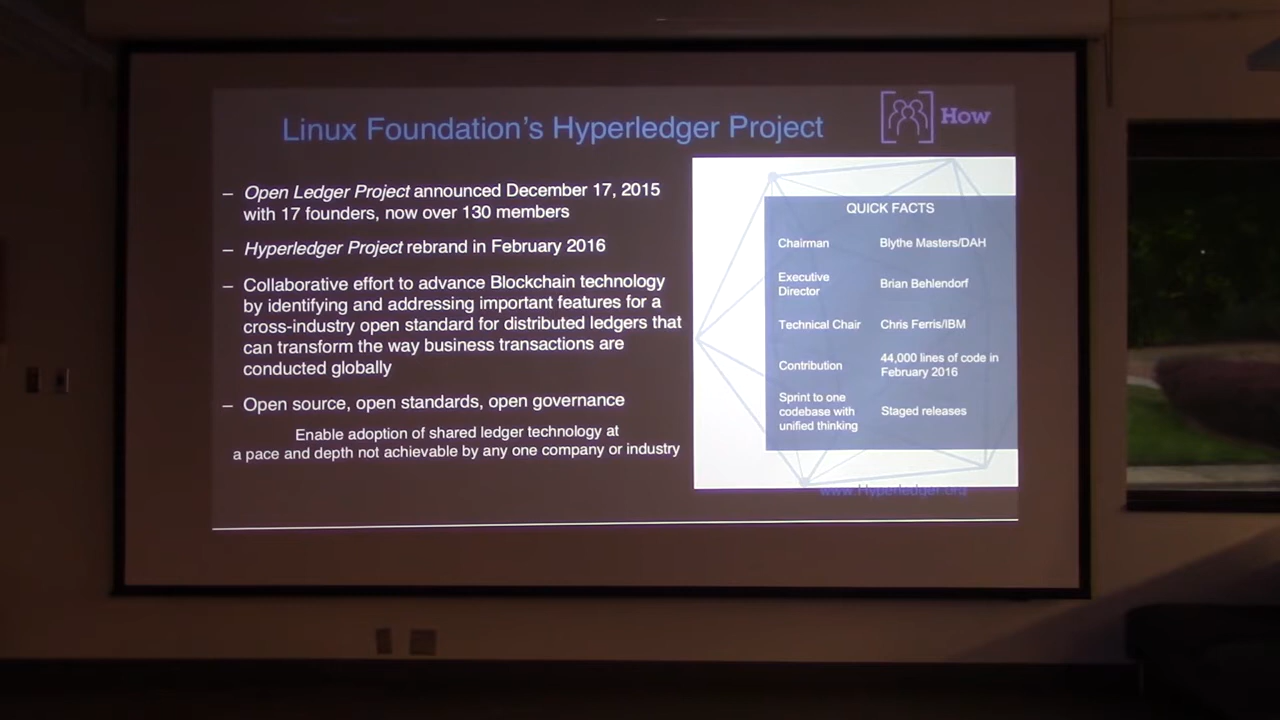 Linux Foundation's Hyperledger Project
How
– Open Ledger Project announced December 17, 2015
with 17 founders, now over 130 members
– Hyperledger Project rebrand in February 2016
– Collaborative effort to advance Blockchain technology
by identifying and addressing important features for a
cross-industry open standard for distributed ledgers that
can transform the way business transactions are
conducted globally
– Open source, open standards, open governance
Enable adoption of shared ledger technology at
a pace and depth not achievable by any one company or industry
QUICK FACTS
Chairman Blythe Masters/DAH
Executive
Director
Brian Behlendorf
Technical Chair Chris Ferris/IBM
Contribution
44,000 lines of code in
February 2016
Sprint to one
codebase with
unified thinking
Staged releases
www.Hyperledger.org